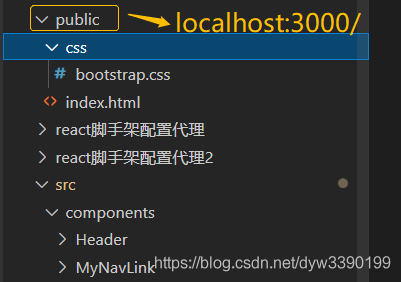 public localhost:3000/
css
# bootstrap.css
<> index.html
react脚手架配置代理
react脚手架配置代理2
src
components
Header
MyNavLink https://blog.csdn.net/dyw3390199